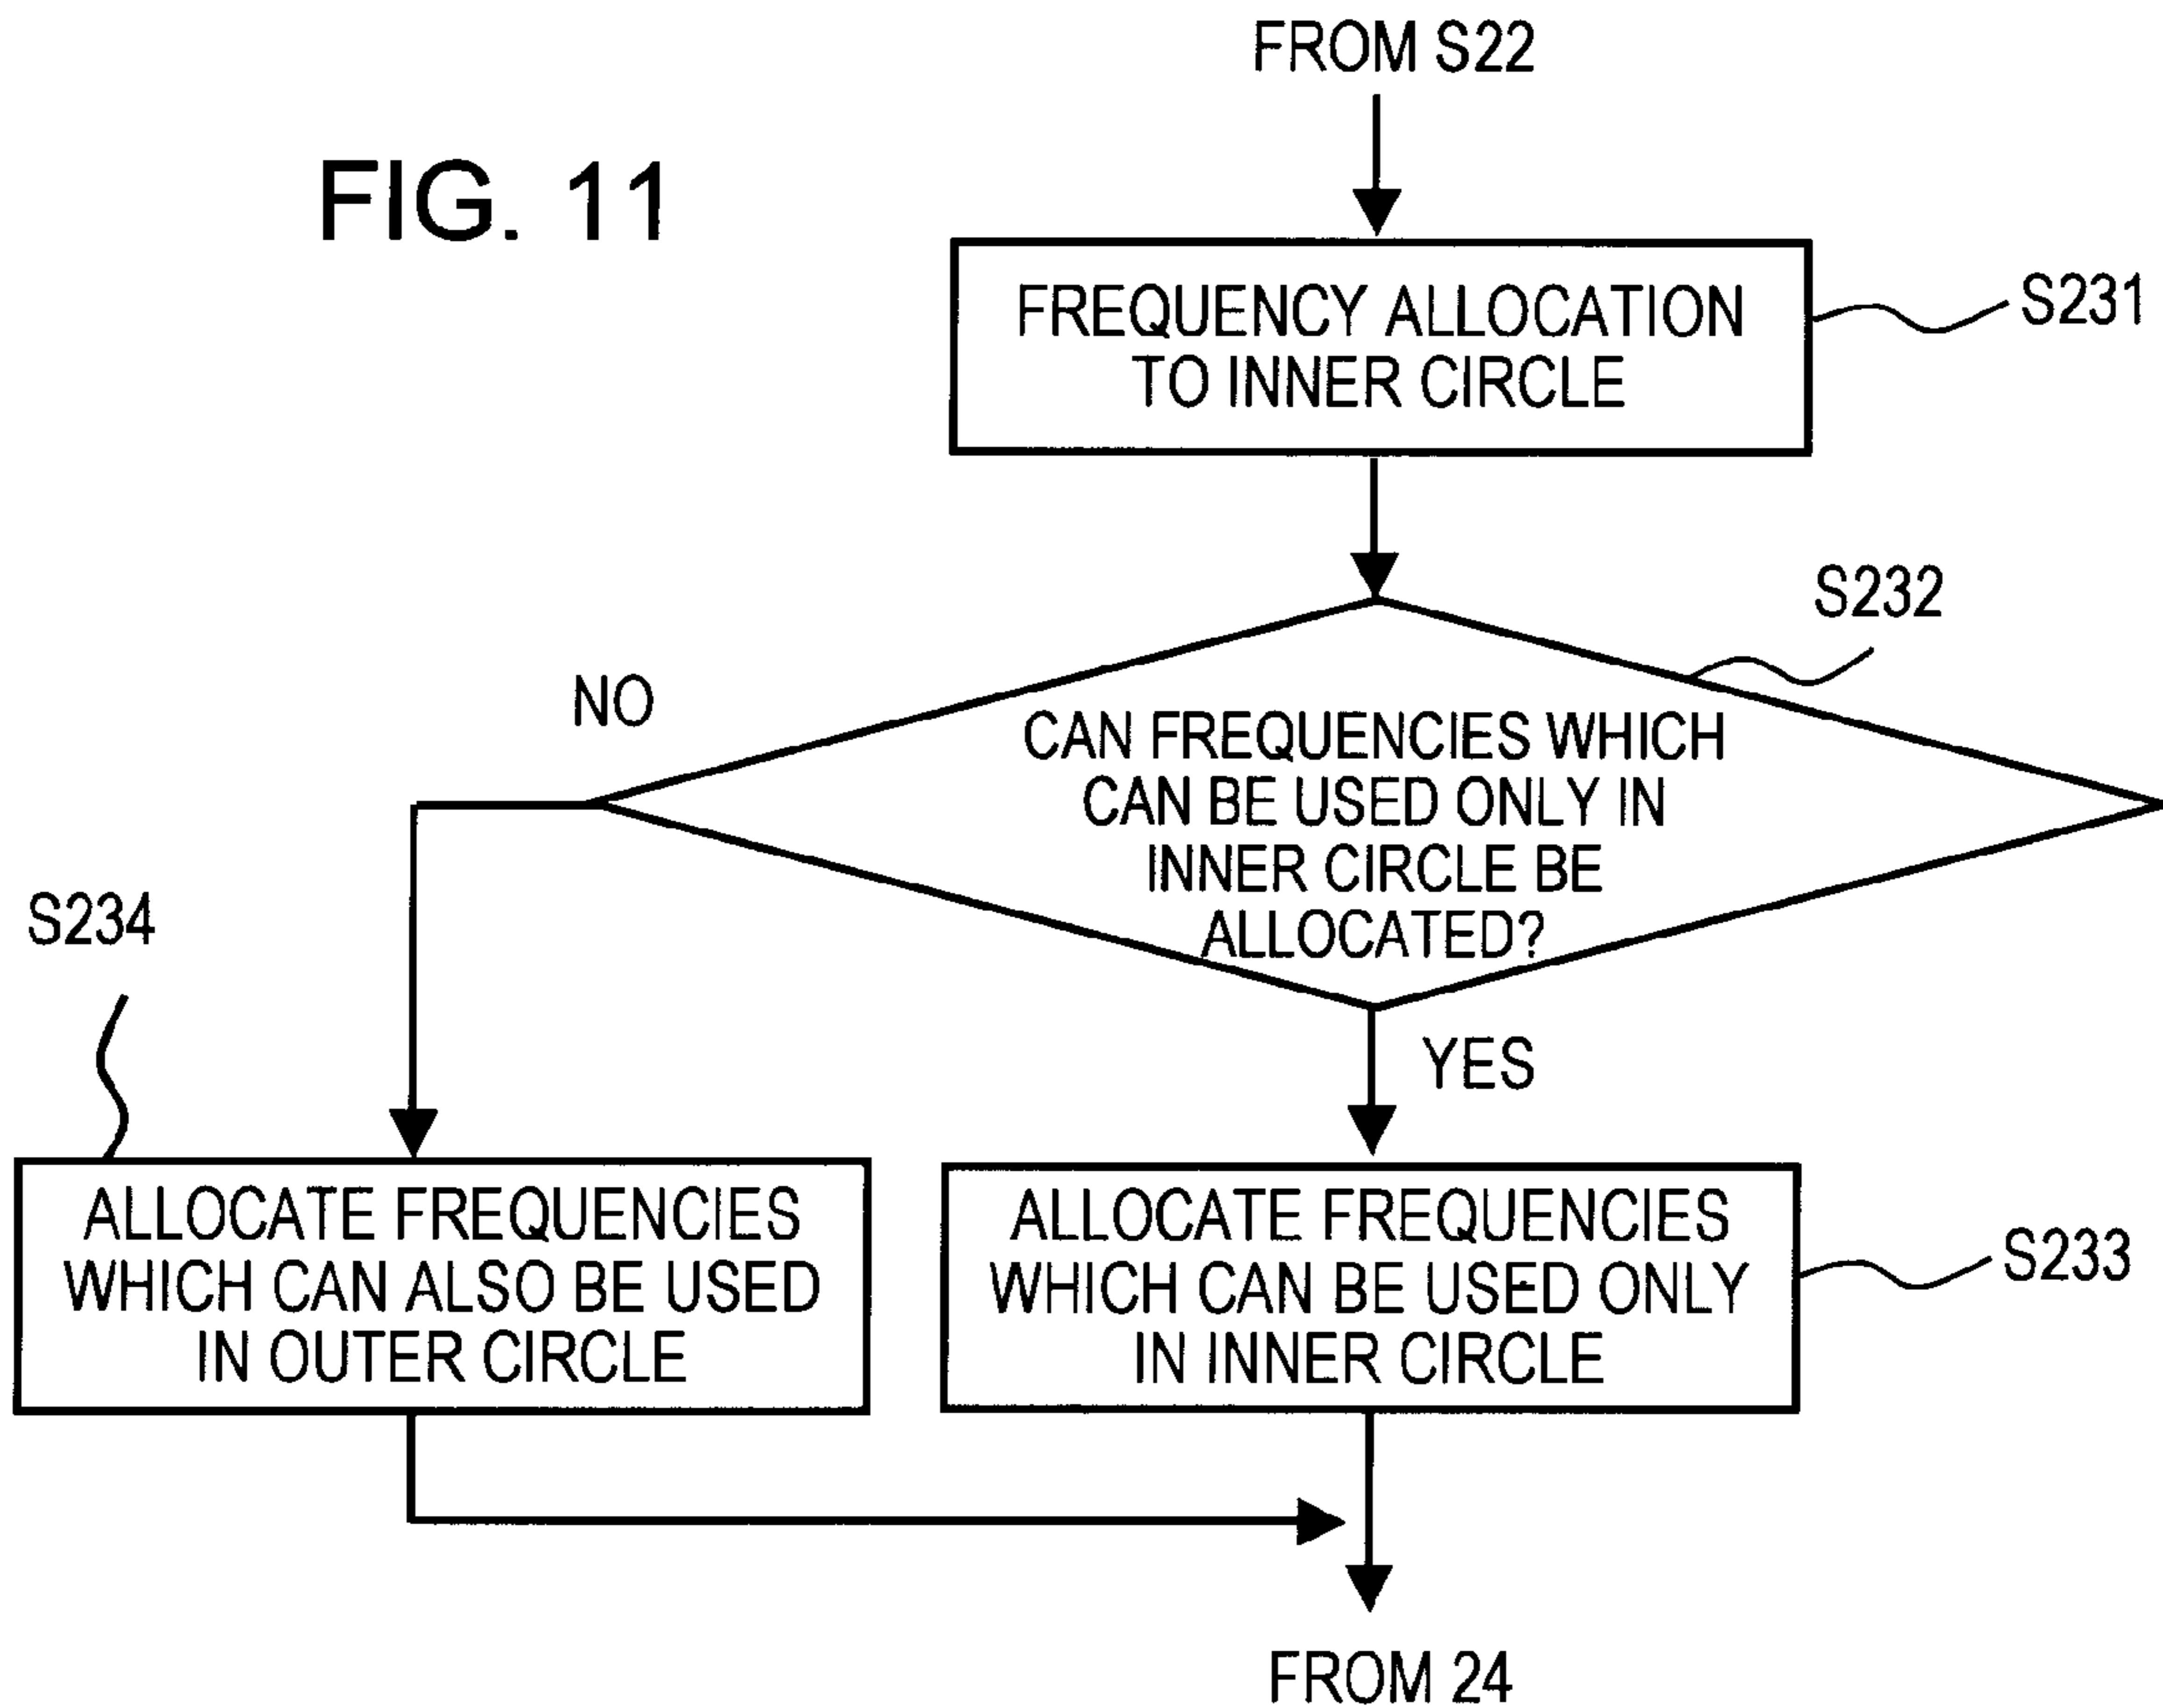 FROM S22
FIG. 11
FREQUENCY ALLOCATION
TO INNER CIRCLE
S231
S232
NO
CAN FREQUENCIES WHICH
CAN BE USED ONLY IN
INNER CIRCLE BE
ALLOCATED?
S234
YES
ALLOCATE FREQUENCIES
WHICH CAN ALSO BE USED
IN OUTER CIRCLE
ALLOCATE FREQUENCIES
WHICH CAN BE USED ONLY
IN INNER CIRCLE
S233
FROM 24